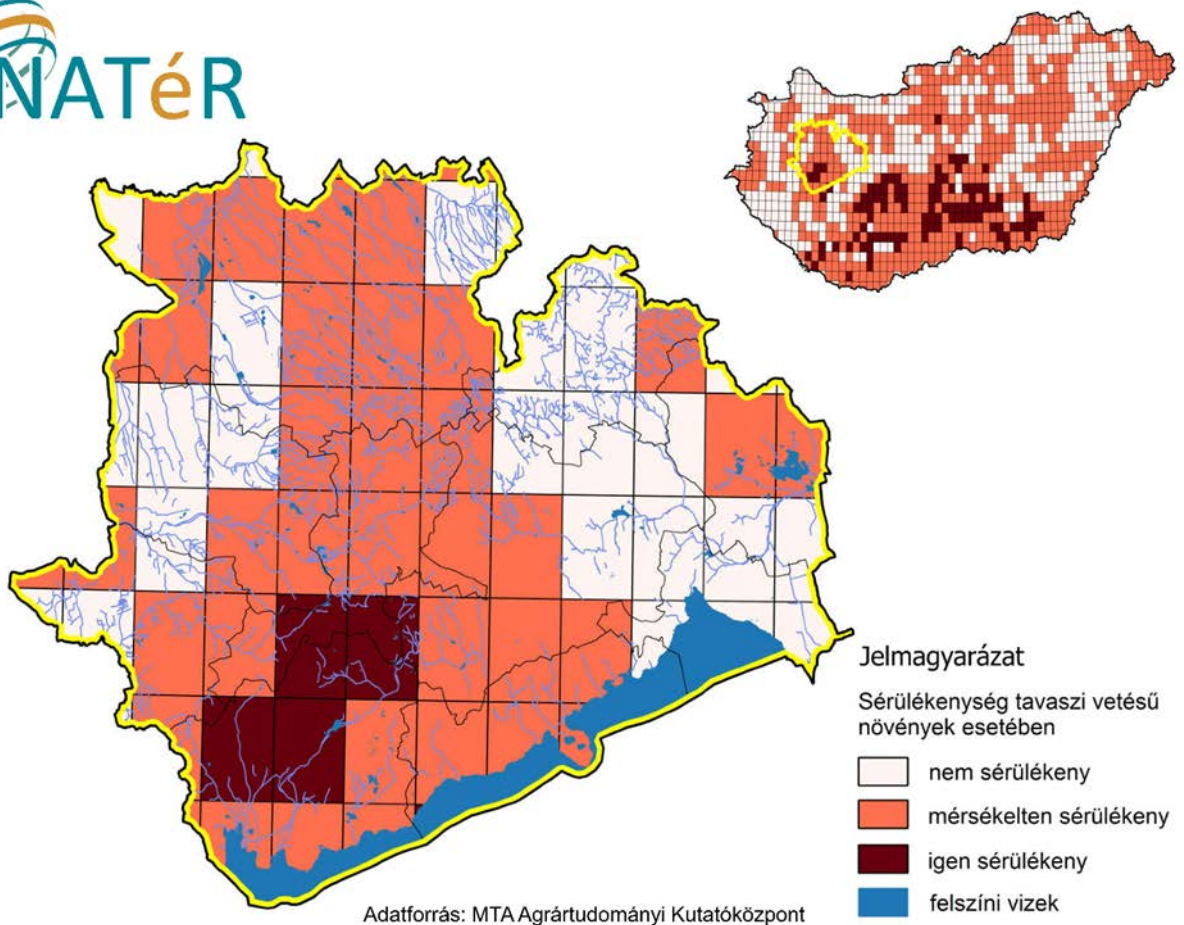 NATéR
Jelmagyarázat
Sérülékenység tavaszi vetésű
növények esetében
nem sérülékeny
mérsékelten sérülékeny
igen sérülékeny
felszíni vizek
Adatforrás: MTA Agrártudományi Kutatóközpont